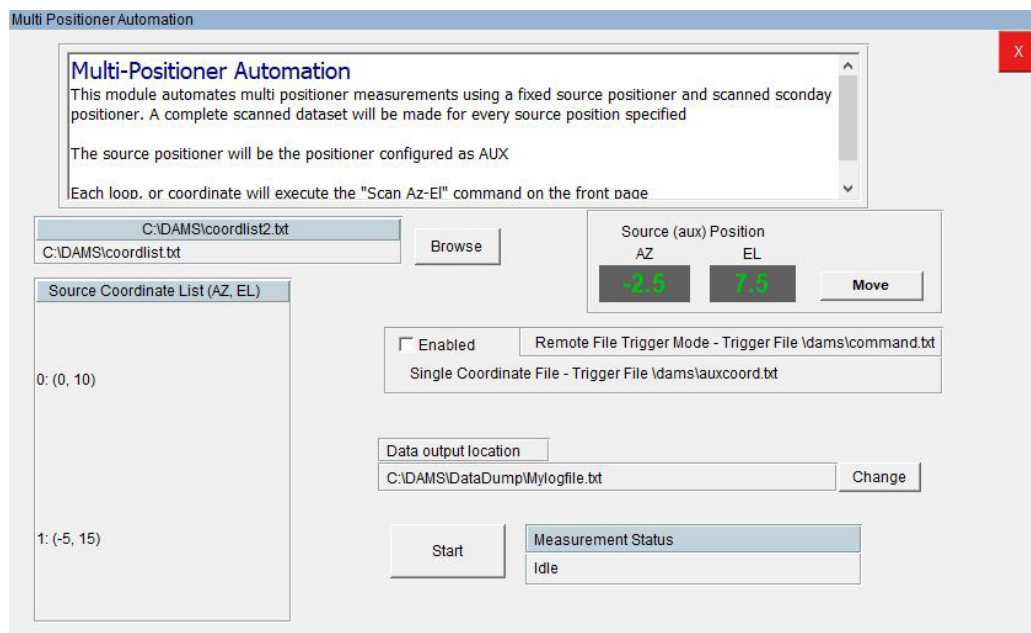 Multi Positioner Automation
X
Multi-Positioner Automation
This module automates multi positioner measurements using a fixed source positioner and scanned sconday
positioner. A complete scanned dataset will be made for every source position specified
The source positioner will be the positioner configured as AUX
Each loop, or coordinate will execute the "Scan Az-El" command on the front page
C:\DAMS\coordlist2.txt
C:\DAMS\coordlist.txt
Browse
Source (aux) Position
AZ EL
-2.5 7.5
Move
Source Coordinate List (AZ, EL)
0: (0, 10)
1: (-5, 15)
Enabled
Remote File Trigger Mode - Trigger File \dams\command.txt
Single Coordinate File - Trigger File \dams\auxcoord.txt
Data output location
C:\DAMS\DataDump\Mylogfile.txt
Change
Start
Measurement Status
Idle